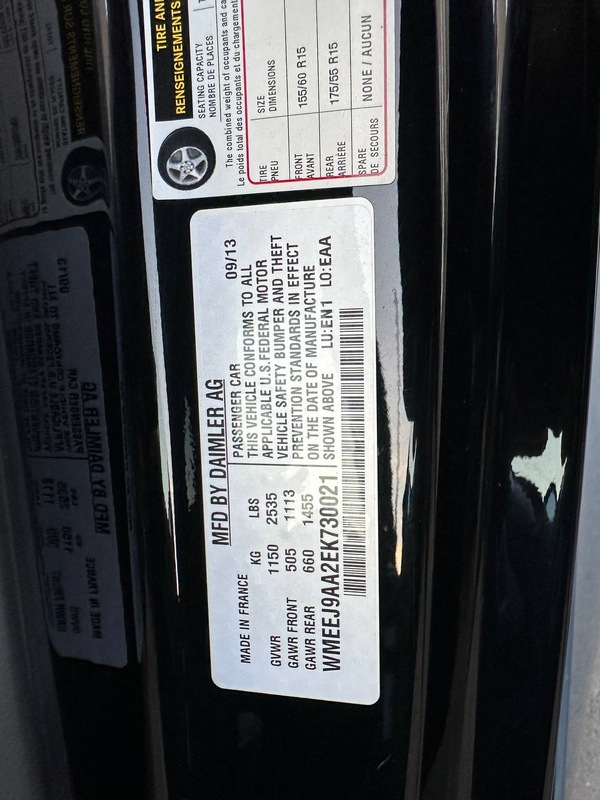 TIRE AN
RENSEIGNEMENTS
SEATING CAPACITY
NOMBRE DE PLACES
The combined weight of occupants and ca
Le poids total des occupants et du chargement
TIRE SIZE
PNEU DIMENSIONS
FRONT 155/60 R15
AVANT
REAR 175/55 R15
ARRIÈRE
SPARE NONE / AUCUN
DE SECOURS
MFD BY DAIMLER AG
MADE IN FRANCE
PASSENGER CAR 09/13
KG LBS
GVWR 1150 2535
GAWR FRONT 505 1113
GAWR REAR 660 1455
THIS VEHICLE CONFORMS TO ALL
APPLICABLE U.S.FEDERAL MOTOR
VEHICLE SAFETY BUMPER AND THEFT
PREVENTION STANDARDS IN EFFECT
ON THE DATE OF MANUFACTURE
SHOWN ABOVE LU:EN1 LO:EAA
WMEEJ9AA2EK730021